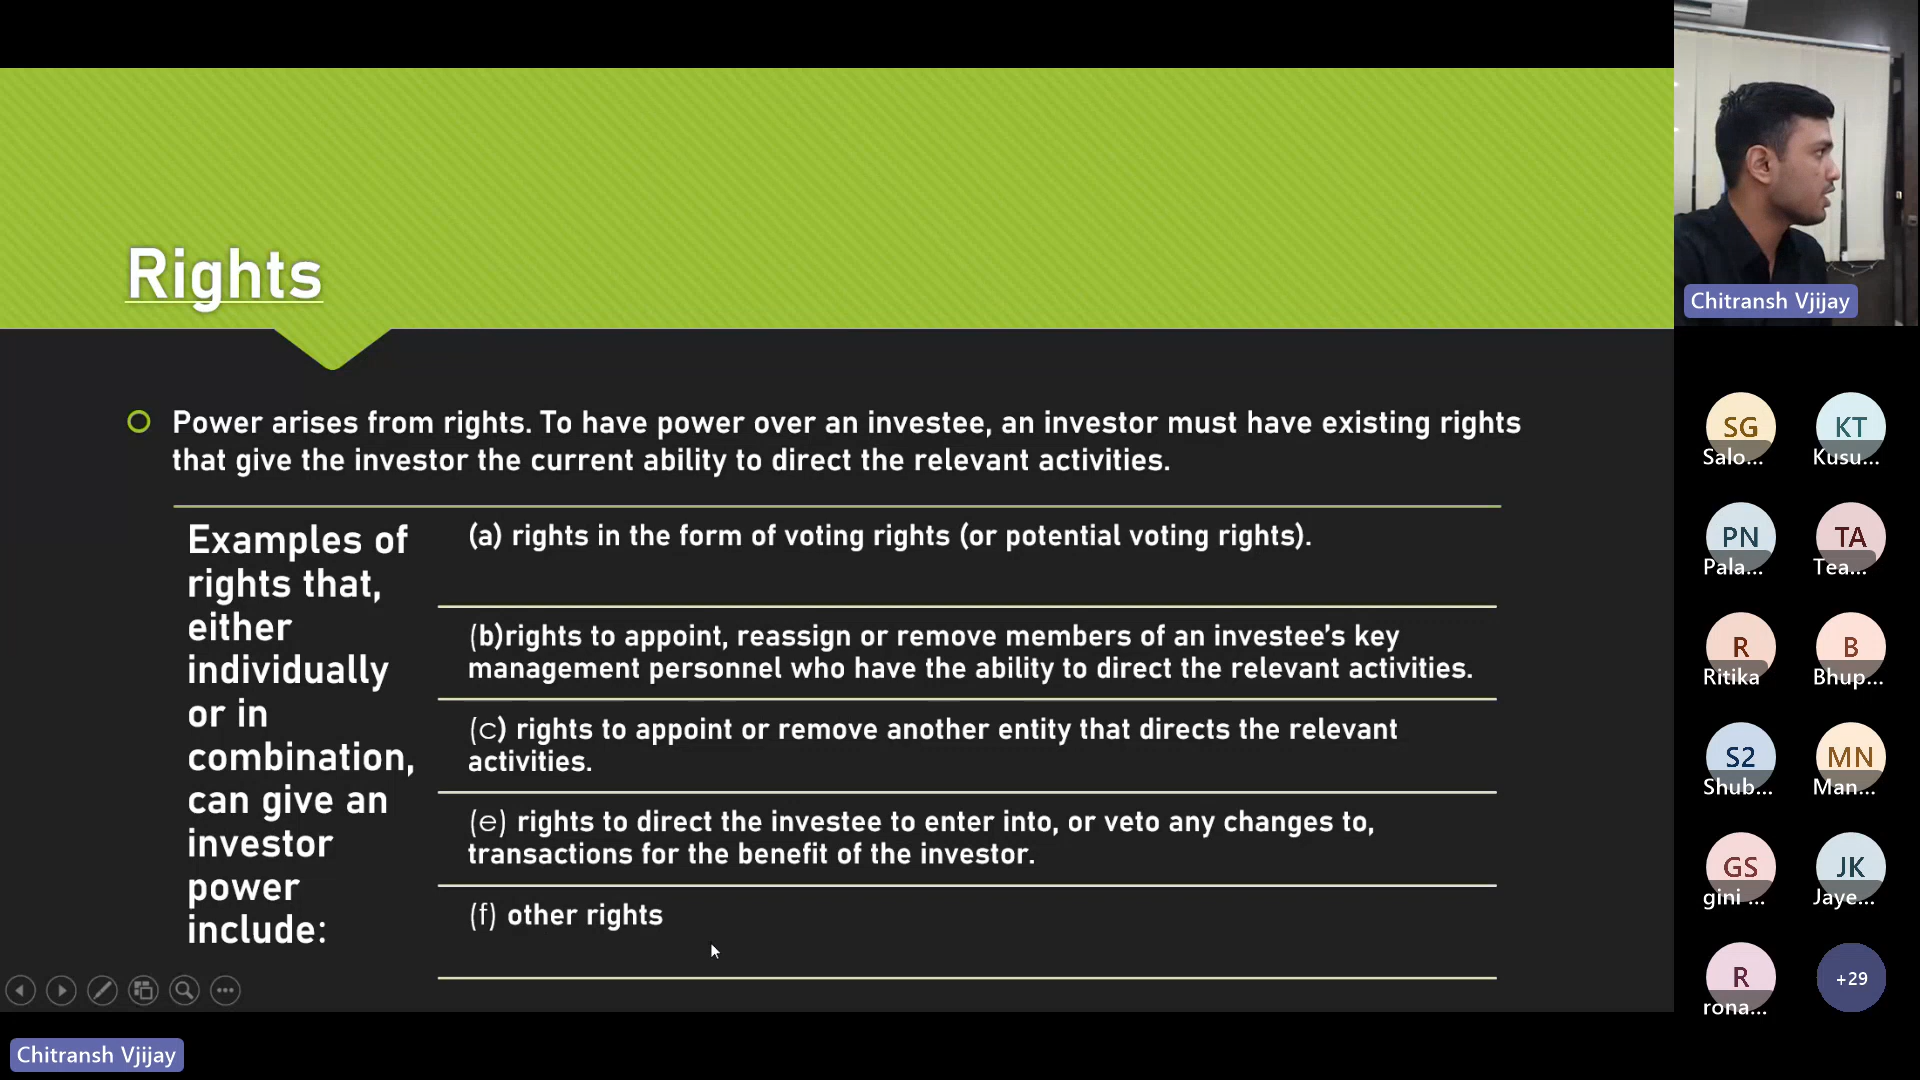 Rights
Power arises from rights. To have power over an investee, an investor must have existing rights
that give the investor the current ability to direct the relevant activities.
Examples of
rights that,
either
individually
or in
combination,
can give an
investor
power
include:
(a) rights in the form of voting rights (or potential voting rights).
(b)rights to appoint, reassign or remove members of an investee’s key
management personnel who have the ability to direct the relevant activities.
(c) rights to appoint or remove another entity that directs the relevant
activities.
(e) rights to direct the investee to enter into, or veto any changes to,
transactions for the benefit of the investor.
(f) other rights
Chitransh Vjijay
Chitransh Vjijay
SG
Salo...
KT
Kusu...
PN
Pala...
TA
Tea...
R
Ritika
B
Bhup...
S2
Shub...
MN
Man...
GS
gini ...
JK
Jaye...
R
rona...
+29